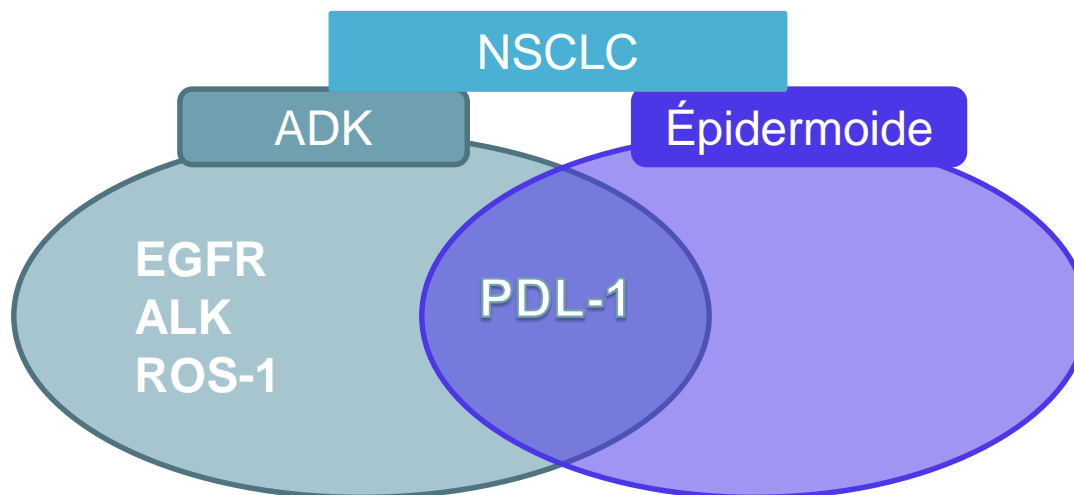 NSCLC
ADK
Épidermoide
EGFR
ALK
ROS-1
PDL-1